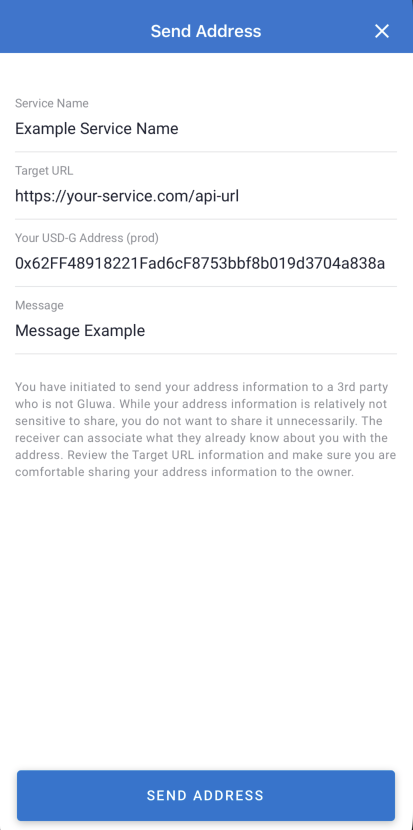 Send Address
Service Name
Example Service Name
Target URL
https://your-service.com/api-url
Your USD-G Address (prod)
0x62FF48918221Fad6cF8753bbf8b019d3704a838a
Message
Message Example
You have initiated to send your address information to a 3rd party
who is not Gluwa. While your address information is relatively not
sensitive to share, you do not want to share it unnecessarily. The
receiver can associate what they already know about you with the
address. Review the Target URL information and make sure you are
comfortable sharing your address information to the owner.
SEND ADDRESS